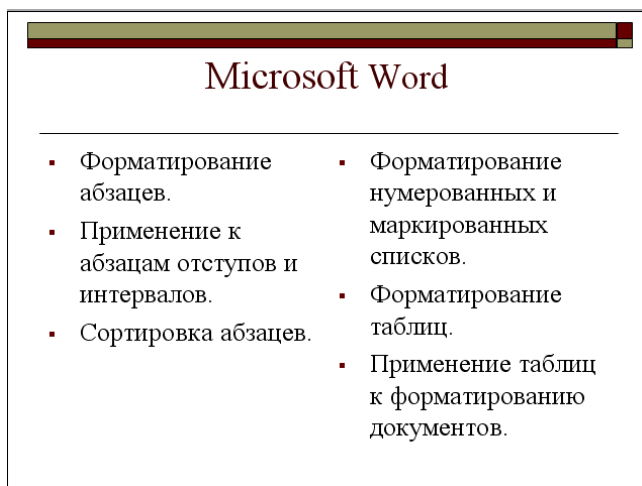 Microsoft Word
Форматирование
абзацев.
Применение к
абзацам отступов и
интервалов.
Сортировка абзацев.
Форматирование
нумерованных и
маркированных
списков.
Форматирование
таблиц.
Применение таблиц
к форматированию
документов.